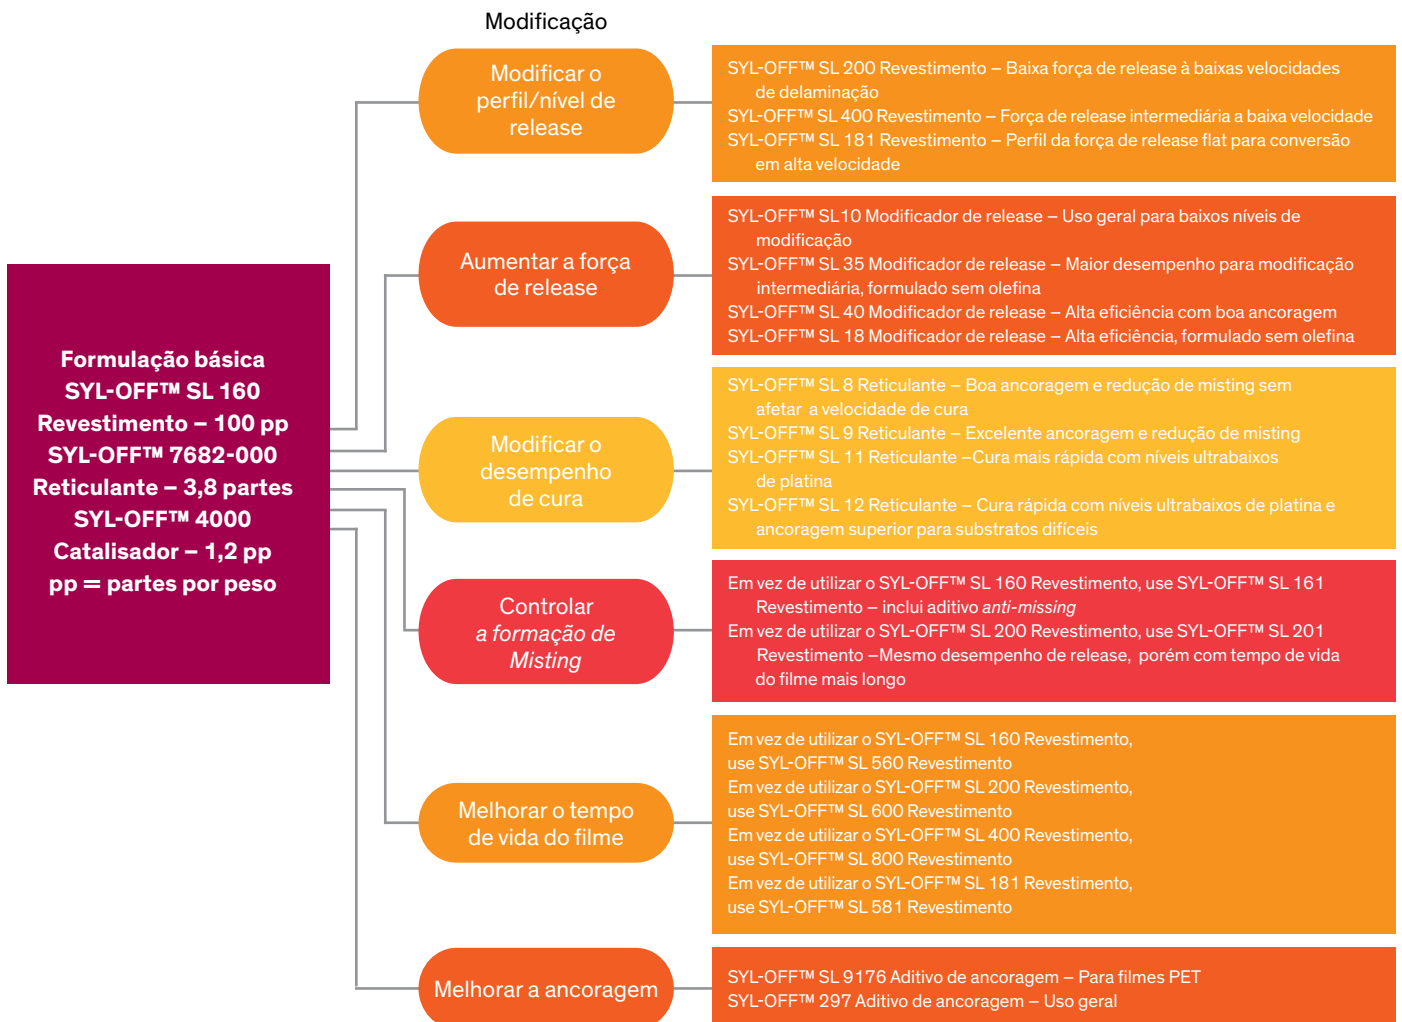 Modificação
Formulação básica
SYL-OFF™ SL 160
Revestimento – 100 pp
SYL-OFF™ 7682-000
Reticulante – 3,8 partes
SYL-OFF™ 4000
Catalisador – 1,2 pp
pp = partes por peso
Modificar o
perfil/nível de
release
SYL-OFF™ SL 200 Revestimento – Baixa força de release à baixas velocidades
de delaminação
SYL-OFF™ SL 400 Revestimento – Força de release intermediária a baixa velocidade
SYL-OFF™ SL 181 Revestimento – Perfil da força de release flat para conversão
em alta velocidade
Aumentar a força
de release
SYL-OFF™ SL10 Modificador de release – Uso geral para baixos níveis de
modificação
SYL-OFF™ SL 35 Modificador de release – Maior desempenho para modificação
intermediária, formulado sem olefina
SYL-OFF™ SL 40 Modificador de release – Alta eficiência com boa ancoragem
SYL-OFF™ SL 18 Modificador de release – Alta eficiência, formulado sem olefina
Modificar o
desempenho
de cura
SYL-OFF™ SL 8 Reticulante – Boa ancoragem e redução de misting sem
afetar a velocidade de cura
SYL-OFF™ SL 9 Reticulante – Excelente ancoragem e redução de misting
SYL-OFF™ SL 11 Reticulante –Cura mais rápida com níveis ultrabaixos
de platina
SYL-OFF™ SL 12 Reticulante – Cura rápida com níveis ultrabaixos de platina e
ancoragem superior para substratos difíceis
Controlar
a formação de
Misting
Em vez de utilizar o SYL-OFF™ SL 160 Revestimento, use SYL-OFF™ SL 161
Revestimento – inclui aditivo anti-missing
Em vez de utilizar o SYL-OFF™ SL 200 Revestimento, use SYL-OFF™ SL 201
Revestimento –Mesmo desempenho de release, porém com tempo de vida
do filme mais longo
Melhorar o tempo
de vida do filme
Em vez de utilizar o SYL-OFF™ SL 160 Revestimento,
use SYL-OFF™ SL 560 Revestimento
Em vez de utilizar o SYL-OFF™ SL 200 Revestimento,
use SYL-OFF™ SL 600 Revestimento
Em vez de utilizar o SYL-OFF™ SL 400 Revestimento,
use SYL-OFF™ SL 800 Revestimento
Em vez de utilizar o SYL-OFF™ SL 181 Revestimento,
use SYL-OFF™ SL 581 Revestimento
Melhorar a ancoragem
SYL-OFF™ SL 9176 Aditivo de ancoragem – Para filmes PET
SYL-OFF™ 297 Aditivo de ancoragem – Uso geral